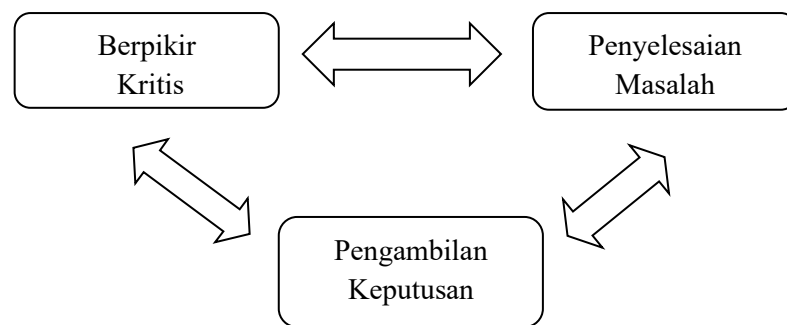 Berpikir
Kritis
Penyelesaian
Masalah
Pengambilan
Keputusan